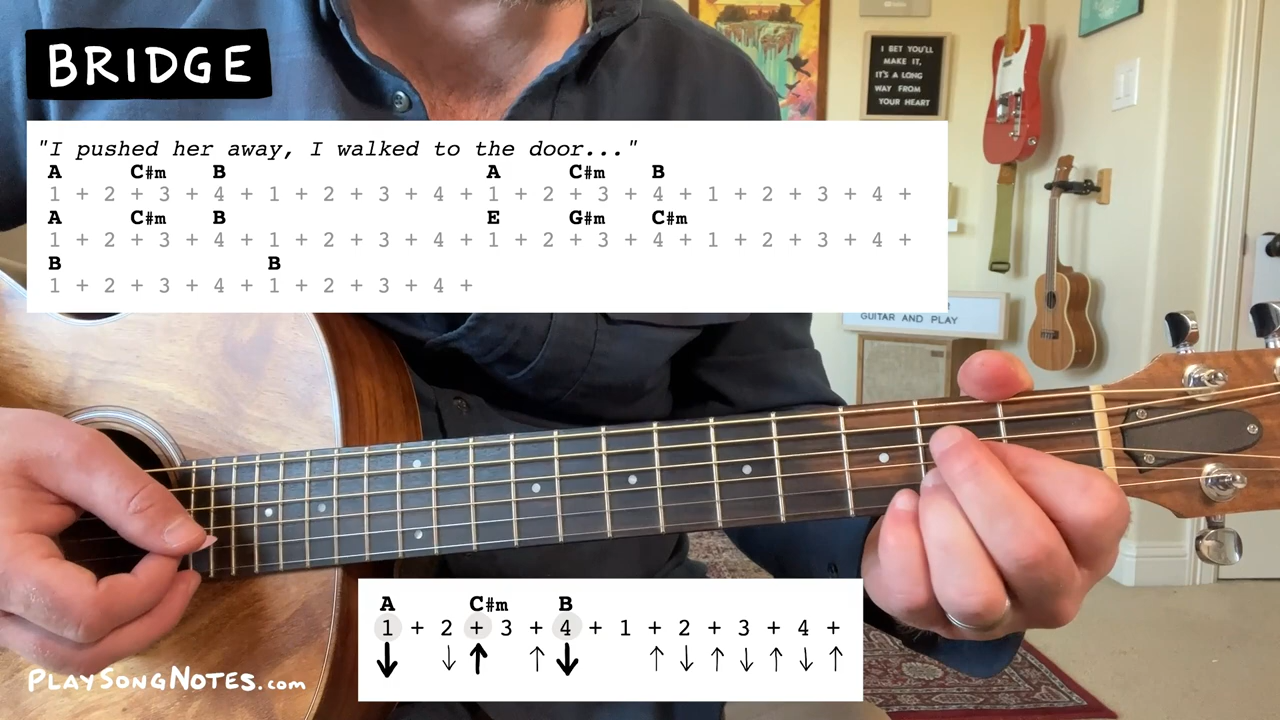 BRIDGE
"I pushed her away, I walked to the door..."
A C#m B A C#m B
1 + 2 + 3 + 4 + 1 + 2 + 3 + 4 + 1 + 2 + 3 + 4 + 1 + 2 + 3 + 4 +
A C#m B E G#m C#m
1 + 2 + 3 + 4 + 1 + 2 + 3 + 4 + 1 + 2 + 3 + 4 + 1 + 2 + 3 + 4 +
B B
1 + 2 + 3 + 4 + 1 + 2 + 3 + 4 +
I BET YOU'LL
MAKE IT,
IT'S A LONG
WAY FROM
YOUR HEART
GUITAR AND PLAY
A C#m B
1 + 2 + 3 + 4 + 1 + 2 + 3 + 4 +
PLAYSONGNOTES.COM